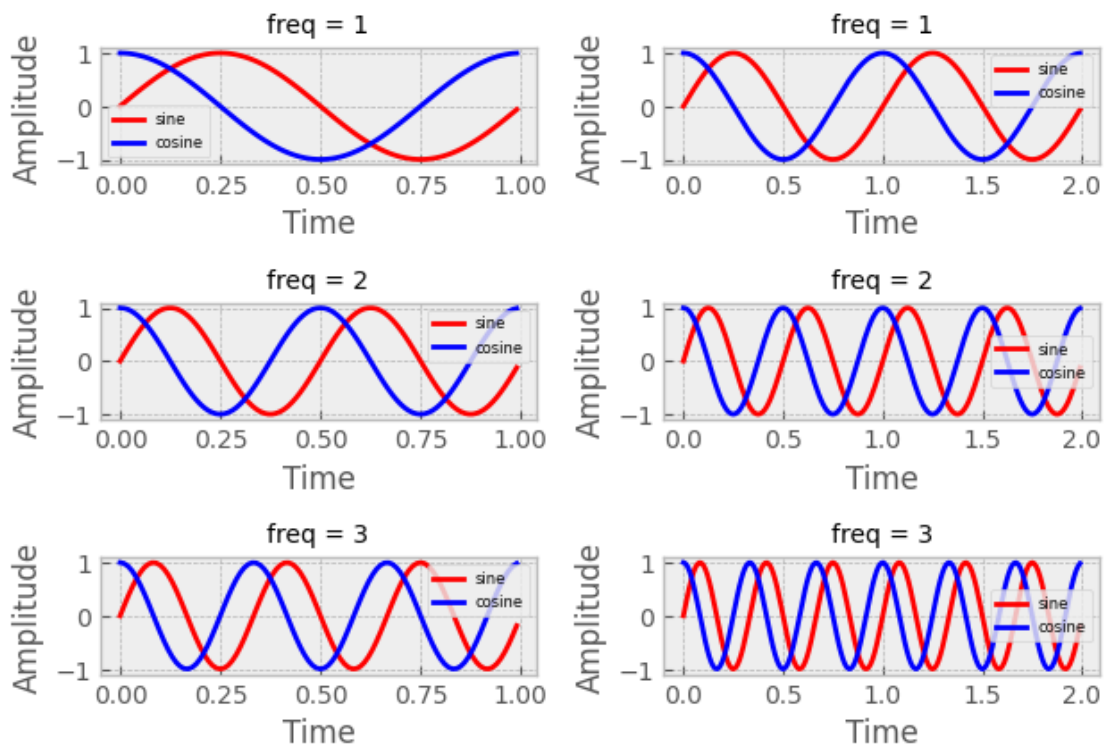 freq = 1
Amplitude
1
0
−1
sine
cosine
0.00 0.25 0.50 0.75 1.00
Time
freq = 1
Amplitude
1
0
−1
sine
cosine
0.0 0.5 1.0 1.5 2.0
Time
freq = 2
Amplitude
1
0
−1
sine
cosine
0.00 0.25 0.50 0.75 1.00
Time
freq = 2
Amplitude
1
0
−1
sine
cosine
0.0 0.5 1.0 1.5 2.0
Time
freq = 3
Amplitude
1
0
−1
sine
cosine
0.00 0.25 0.50 0.75 1.00
Time
freq = 3
Amplitude
1
0
−1
sine
cosine
0.0 0.5 1.0 1.5 2.0
Time